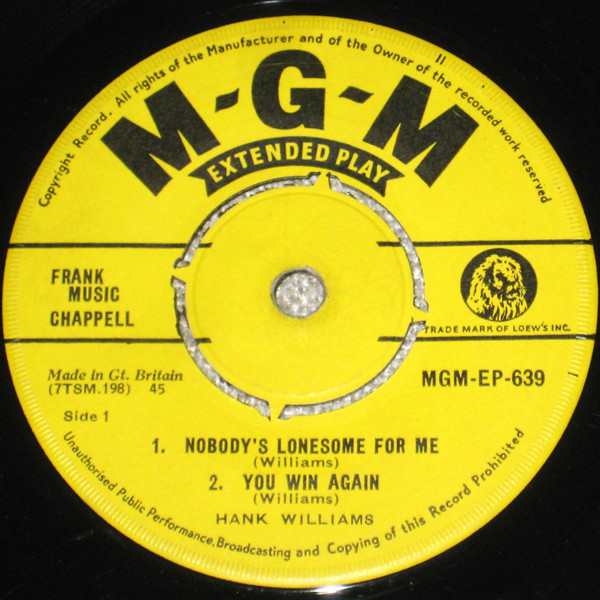 Copyright Record. All rights of the Manufacturer and of the Owner of the recorded work reserved
M-G-M
EXTENDED PLAY
FRANK
MUSIC
CHAPPELL
TRADE MARK OF LOEW'S INC.
Made in Gt. Britain
(7TSM.198) 45
MGM-EP-639
Side 1
1. NOBODY'S LONESOME FOR ME
(Williams)
2. YOU WIN AGAIN
(Williams)
HANK WILLIAMS
Unauthorised Public Performance, Broadcasting and Copying of this Record Prohibited